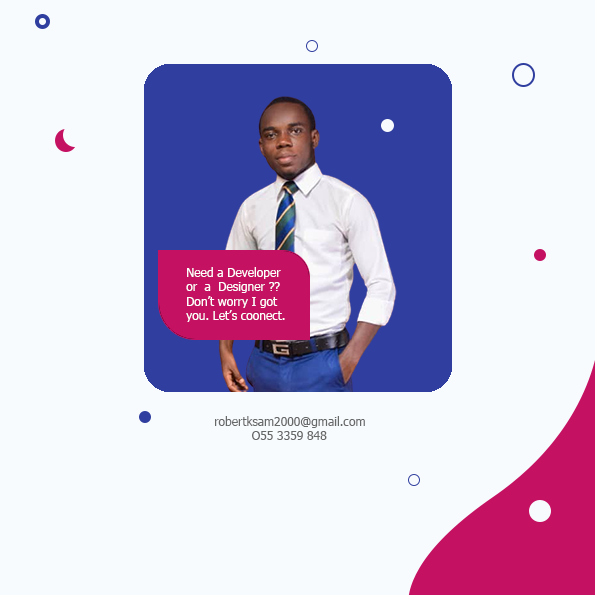 Need a Developer
or a Designer ??
Don't worry I got
you. Let's coonect.
robertksam2000@gmail.com
O55 3359 848